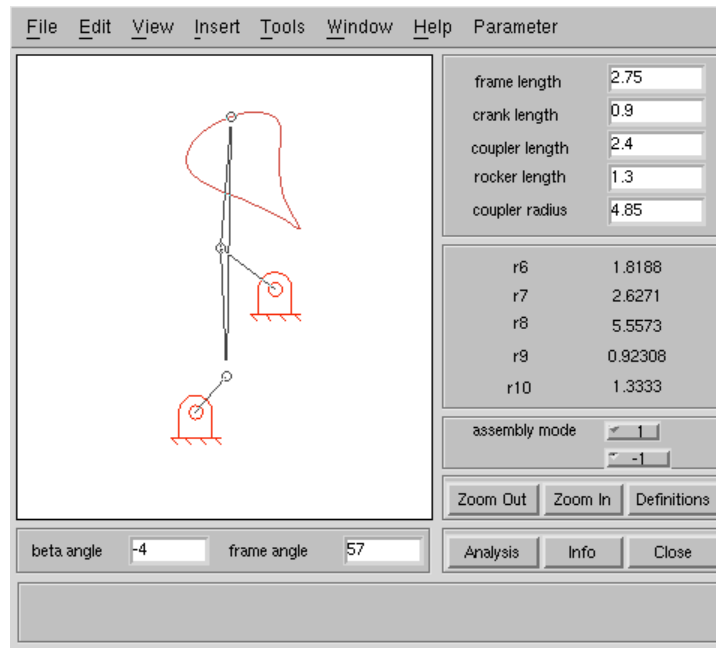 File Edit View Insert Tools Window Help Parameter
frame length 2.75
crank length 0.9
coupler length 2.4
rocker length 1.3
coupler radius 4.85
r6 1.8188
r7 2.6271
r8 5.5573
r9 0.92308
r10 1.3333
assembly mode 1
-1
Zoom Out Zoom In Definitions
beta angle -4 frame angle 57
Analysis Info Close